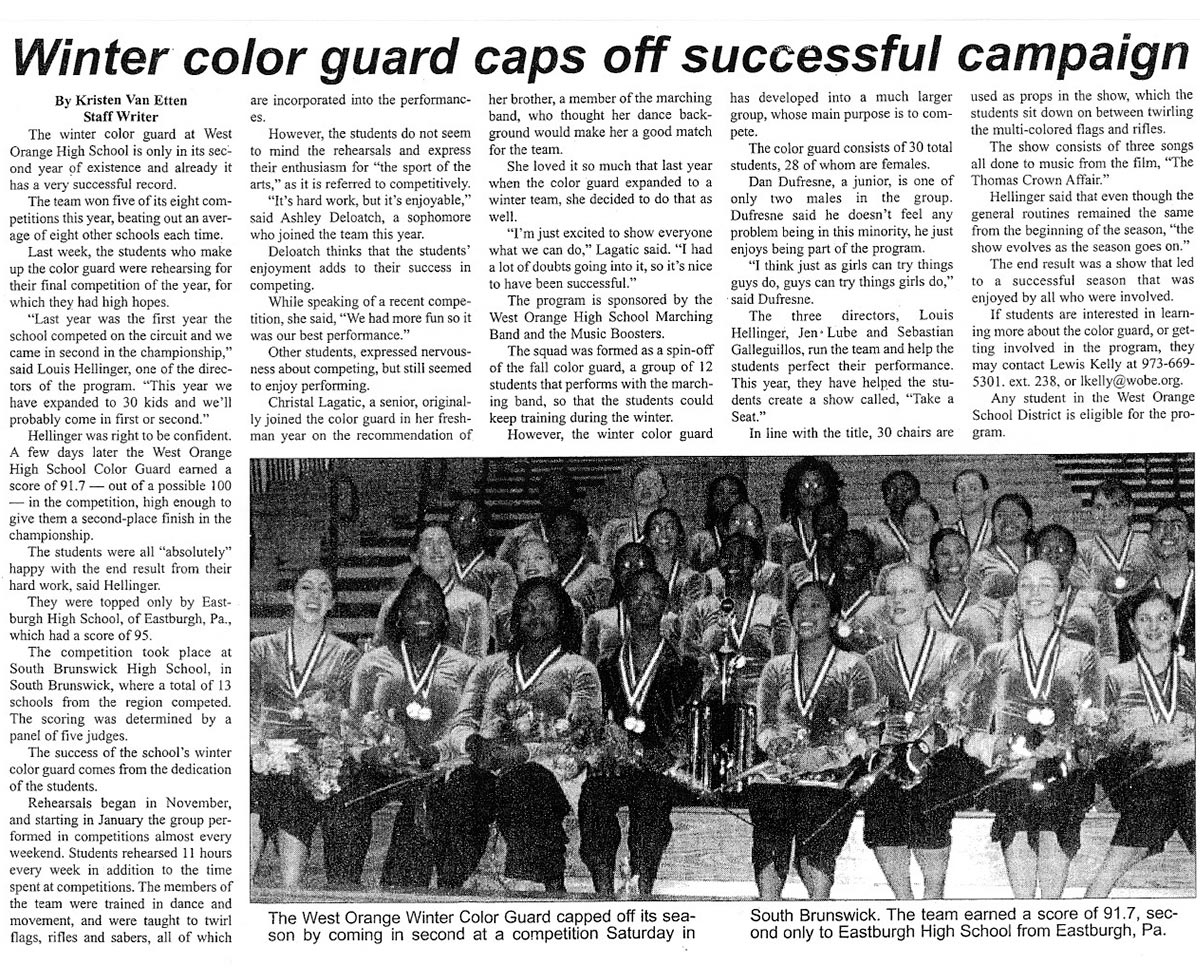 Winter color guard caps off successful campaign
By Kristen Van Etten
Staff Writer
The winter color guard at West
Orange High School is only in its sec-
ond year of existence and already it
has a very successful record.
The team won five of its eight com-
petitions this year, beating out an aver-
age of eight other schools each time.
Last week, the students who make
up the color guard were rehearsing for
their final competition of the year, for
which they had high hopes.
“Last year was the first year the
school competed on the circuit and we
came in second in the championship,”
said Louis Hellinger, one of the direc-
tors of the program. “This year we
have expanded to 30 kids and we’ll
probably come in first or second.”
Hellinger was right to be confident.
A few days later the West Orange
High School Color Guard earned a
score of 91.7 — out of a possible 100
— in the competition, high enough to
give them a second-place finish in the
championship.
The students were all “absolutely”
happy with the end result from their
hard work, said Hellinger.
They were topped only by East-
burgh High School, of Eastburgh, Pa.,
which had a score of 95.
The competition took place at
South Brunswick High School, in
South Brunswick, where a total of 13
schools from the region competed.
The scoring was determined by a
panel of five judges.
The success of the school’s winter
color guard comes from the dedication
of the students.
Rehearsals began in November,
and starting in January the group per-
formed in competitions almost every
weekend. Students rehearsed 11 hours
every week in addition to the time
spent at competitions. The members of
the team were trained in dance and
movement, and were taught to twirl
flags, rifles and sabers, all of which
are incorporated into the performanc-
es.
However, the students do not seem
to mind the rehearsals and express
their enthusiasm for “the sport of the
arts,” as it is referred to competitively.
“It’s hard work, but it’s enjoyable,”
said Ashley Deloatch, a sophomore
who joined the team this year.
Deloatch thinks that the students’
enjoyment adds to their success in
competing.
While speaking of a recent compe-
tition, she said, “We had more fun so it
was our best performance.”
Other students, expressed nervous-
ness about competing, but still seemed
to enjoy performing.
Christal Lagatic, a senior, original-
ly joined the color guard in her fresh-
man year on the recommendation of
her brother, a member of the marching
band, who thought her dance back-
ground would make her a good match
for the team.
She loved it so much that last year
when the color guard expanded to a
winter team, she decided to do that as
well.
“I’m just excited to show everyone
what we can do,” Lagatic said. “I had
a lot of doubts going into it, so it’s nice
to have been successful.”
The program is sponsored by the
West Orange High School Marching
Band and the Music Boosters.
The squad was formed as a spin-off
of the fall color guard, a group of 12
students that performs with the march-
ing band, so that the students could
keep training during the winter.
However, the winter color guard
has developed into a much larger
group, whose main purpose is to com-
pete.
The color guard consists of 30 total
students, 28 of whom are females.
Dan Dufresne, a junior, is one of
only two males in the group.
Dufresne said he doesn’t feel any
problem being in this minority, he just
enjoys being part of the program.
“I think just as girls can try things
guys do, guys can try things girls do,”
said Dufresne.
The three directors, Louis
Hellinger, Jen Lube and Sebastian
Galleguillos, run the team and help the
students perfect their performance.
This year, they have helped the stu-
dents create a show called, “Take a
Seat.”
In line with the title, 30 chairs are
used as props in the show, which the
students sit down on between twirling
the multi-colored flags and rifles.
The show consists of three songs
all done to music from the film, “The
Thomas Crown Affair.”
Hellinger said that even though the
general routines remained the same
from the beginning of the season, “the
show evolves as the season goes on.”
The end result was a show that led
to a successful season that was
enjoyed by all who were involved.
If students are interested in learn-
ing more about the color guard, or get-
ting involved in the program, they
may contact Lewis Kelly at 973-669-
5301. ext. 238, or lkelly@wobe.org.
Any student in the West Orange
School District is eligible for the pro-
gram.
The West Orange Winter Color Guard capped off its sea-
son by coming in second at a competition Saturday in
South Brunswick. The team earned a score of 91.7, sec-
ond only to Eastburgh High School from Eastburgh, Pa.